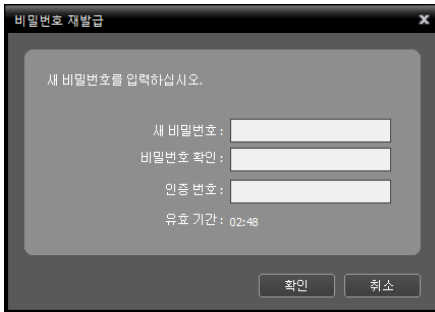 비밀번호 재발급 x
새 비밀번호를 입력하십시오.
새 비밀번호 :
비밀번호 확인 :
인증 번호 :
유효 기간 : 02:48
확인 취소